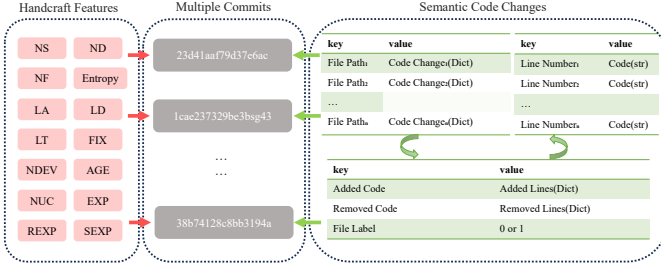 Handcraft Features
Multiple Commits
Semantic Code Changes
NS ND
NF Entropy
LA LD
LT FIX
NDEV AGE
NUC EXP
REXP SEXP
23d41aaf79d37e6ac
1cae237329be3bsg43
…
…
38b74128c8bb3194a
key value
File Path₁ Code Change₁(Dict)
File Path₂ Code Change₂(Dict)
…
File Pathₙ Code Changeₙ(Dict)
key value
Line Number₁ Code(str)
Line Number₂ Code(str)
…
Line Numberₙ Code(str)
key value
Added Code Added Lines(Dict)
Removed Code Removed Lines(Dict)
File Label 0 or 1